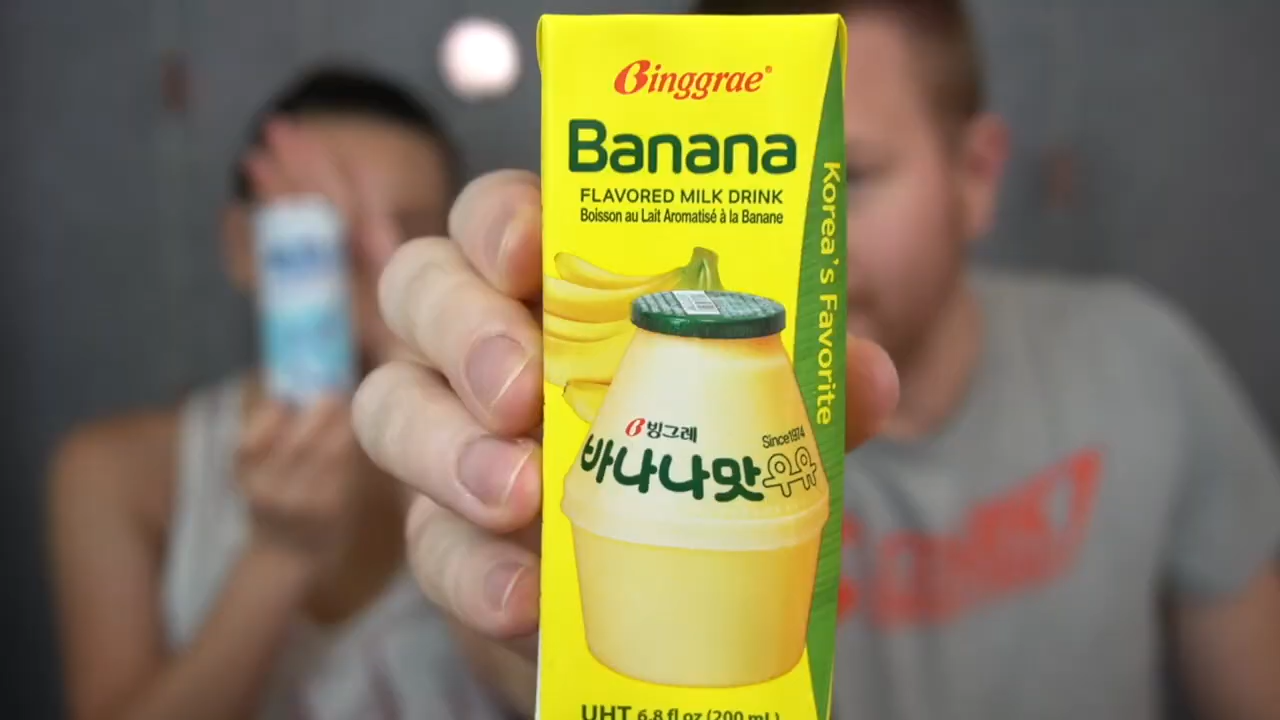 Binggrae®
Banana
FLAVORED MILK DRINK
Boisson au Lait Aromatisé à la Banane
Korea's Favorite
빙그레
Since1974
바나나맛우유
UHT 6.8 fl oz (200 mL)